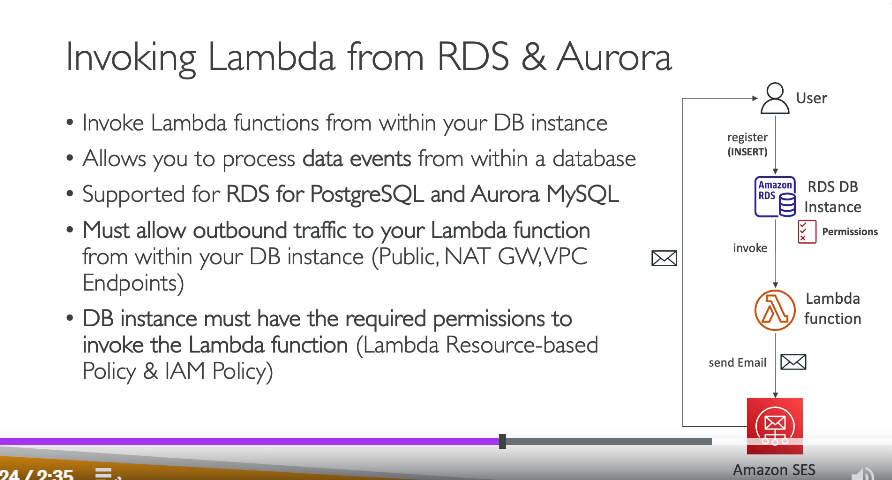 Invoking Lambda from RDS & Aurora
• Invoke Lambda functions from within your DB instance
• Allows you to process data events from within a database
• Supported for RDS for PostgreSQL and Aurora MySQL
• Must allow outbound traffic to your Lambda function
from within your DB instance (Public, NAT GW, VPC
Endpoints)
• DB instance must have the required permissions to
invoke the Lambda function (Lambda Resource-based
Policy & IAM Policy)
User
register
(INSERT)
Amazon
RDS
RDS DB
Instance
Permissions
invoke
Lambda
function
send Email
Amazon SES
24 / 2:35